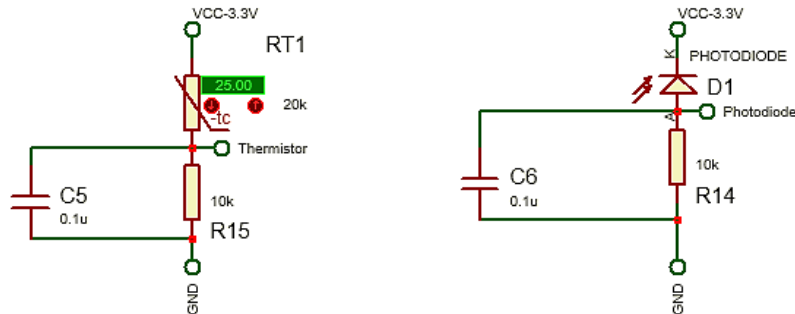 VCC-3.3V
RT1
25.00
20k
-tc
Thermistor
C5
0.1u
10k
R15
GND
VCC-3.3V
K
PHOTODIODE
D1
A
Photodiode
C6
0.1u
10k
R14
GND